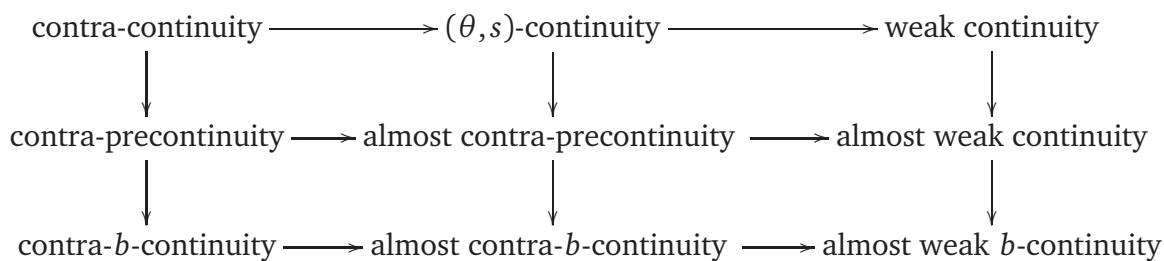 contra-continuity (θ,s)-continuity weak continuity
contra-precontinuity almost contra-precontinuity almost weak continuity
contra-b-continuity almost contra-b-continuity almost weak b-continuity